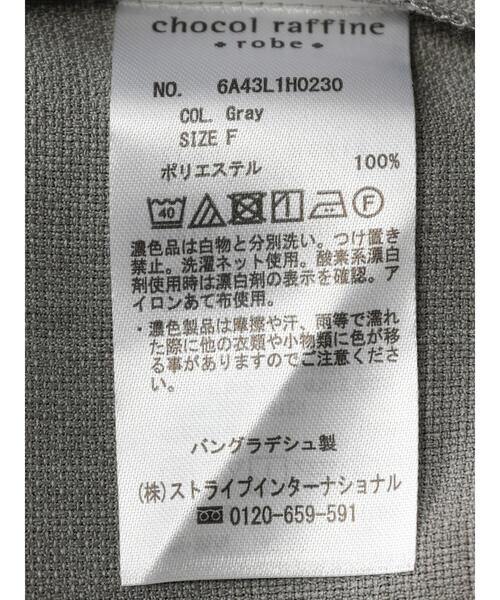 chocol raffine
robe
NO. 6A43L1H0230
COL. Gray
SIZE F
ポリエステル 100%
40 F
濃色品は白物と分別洗い。つけ置き
禁止。洗濯ネット使用。酸素系漂白
剤使用時は漂白剤の表示を確認。ア
イロンあて布使用。
・濃色製品は摩擦や汗、雨等で濡れ
た際に他の衣類や小物類に色が移
る事がありますのでご注意くださ
い。
バングラデシュ製
(株)ストライプインターナショナル
0120-659-591